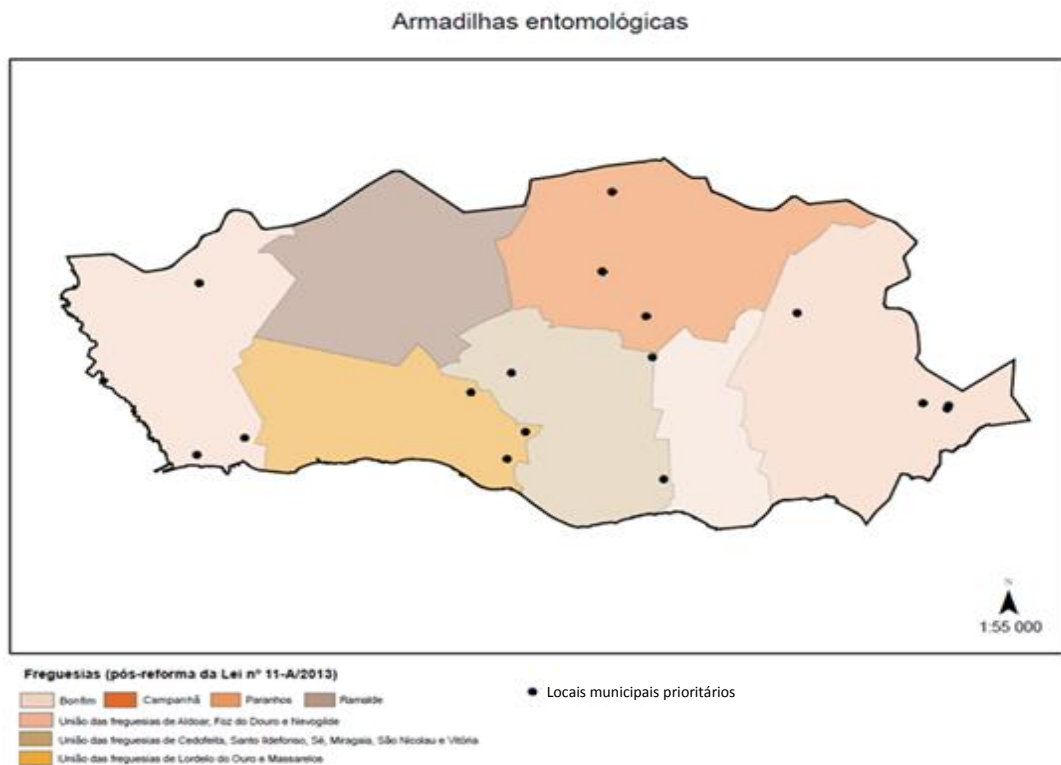 Armadilhas entomológicas
N
1:55 000
Freguesias (pós-reforma da Lei nº 11-A/2013)
Bonfim Campanhã Paranhos Ramalde
União das freguesias de Aldoar, Foz do Douro e Nevogilde
União das freguesias de Cedofeita, Santo Ildefonso, Sé, Miragaia, São Nicolau e Vitória
União das freguesias de Lordelo do Ouro e Massarelos
Locais municipais prioritários